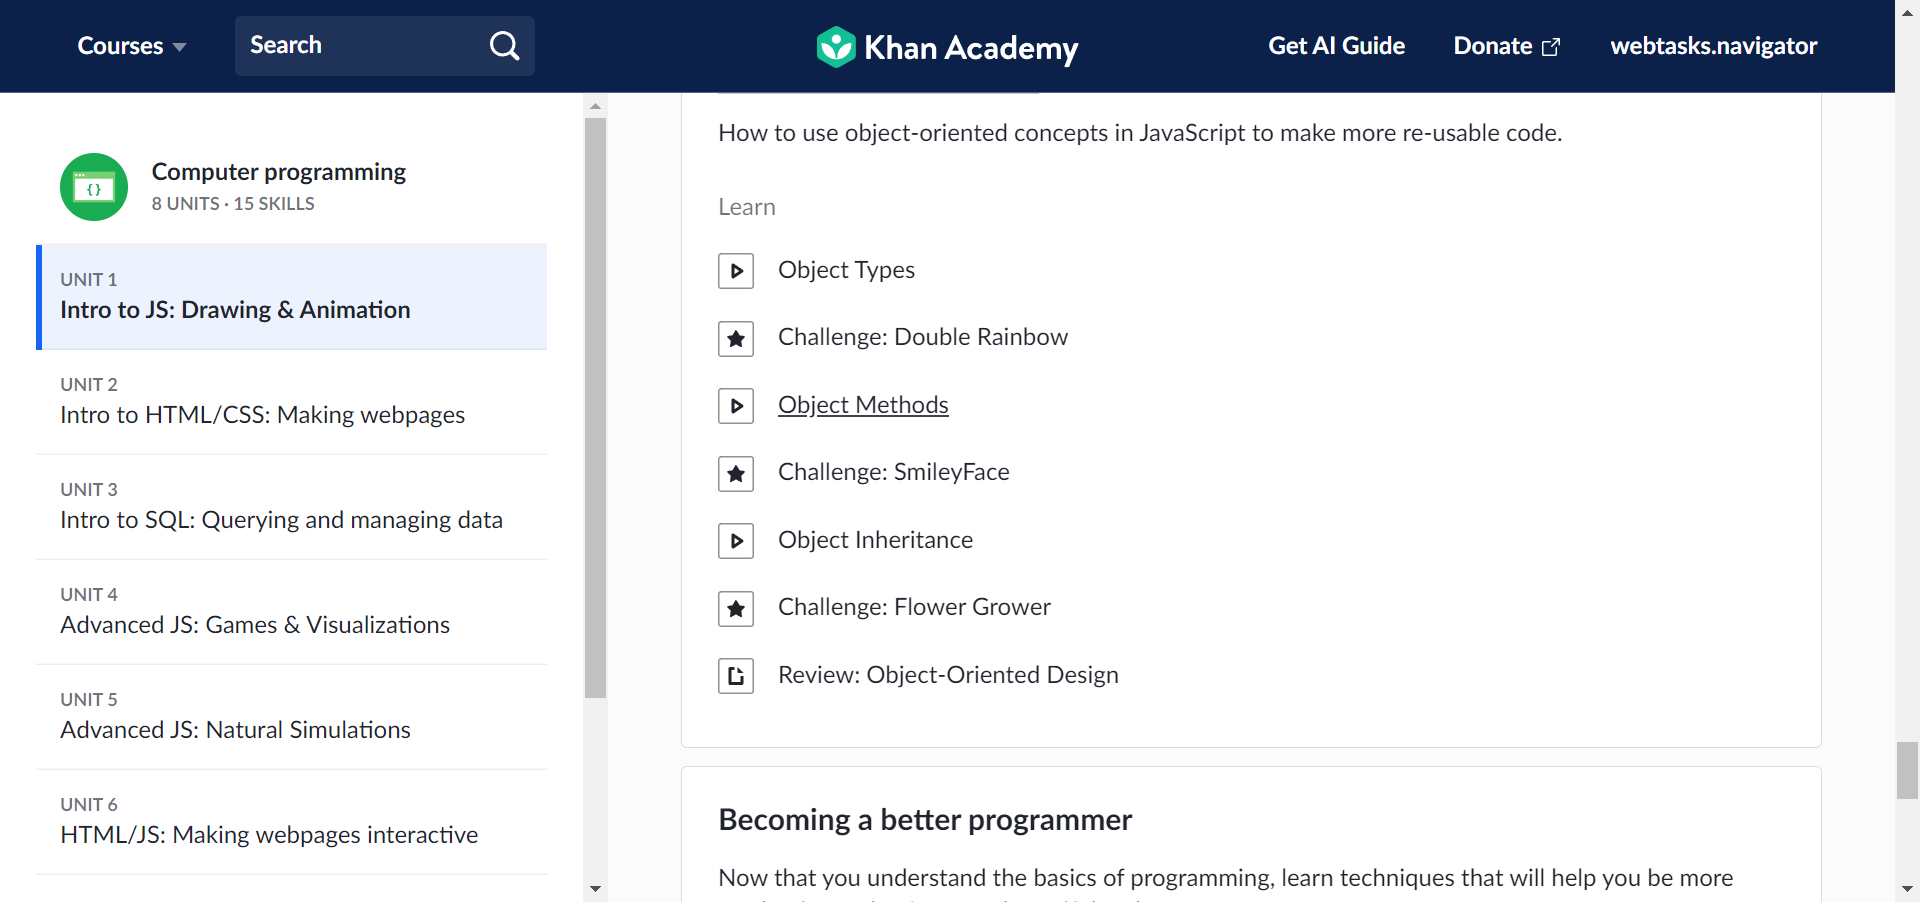 Courses
Search
Khan Academy
Get AI Guide
Donate
webtasks.navigator
Computer programming
8 UNITS · 15 SKILLS
UNIT 1
Intro to JS: Drawing & Animation
UNIT 2
Intro to HTML/CSS: Making webpages
UNIT 3
Intro to SQL: Querying and managing data
UNIT 4
Advanced JS: Games & Visualizations
UNIT 5
Advanced JS: Natural Simulations
UNIT 6
HTML/JS: Making webpages interactive
How to use object-oriented concepts in JavaScript to make more re-usable code.
Learn
Object Types
Challenge: Double Rainbow
Object Methods
Challenge: SmileyFace
Object Inheritance
Challenge: Flower Grower
Review: Object-Oriented Design
Becoming a better programmer
Now that you understand the basics of programming, learn techniques that will help you be more